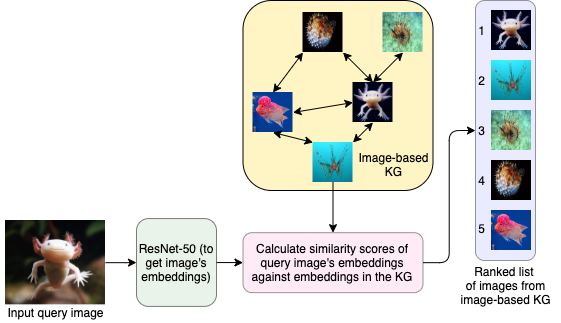 Image-based
KG
1
2
3
4
5
ResNet-50 (to
get image's
embeddings)
Calculate similarity scores of
query image's embeddings
against embeddings in the KG
Input query image
Ranked list
of images from
image-based KG